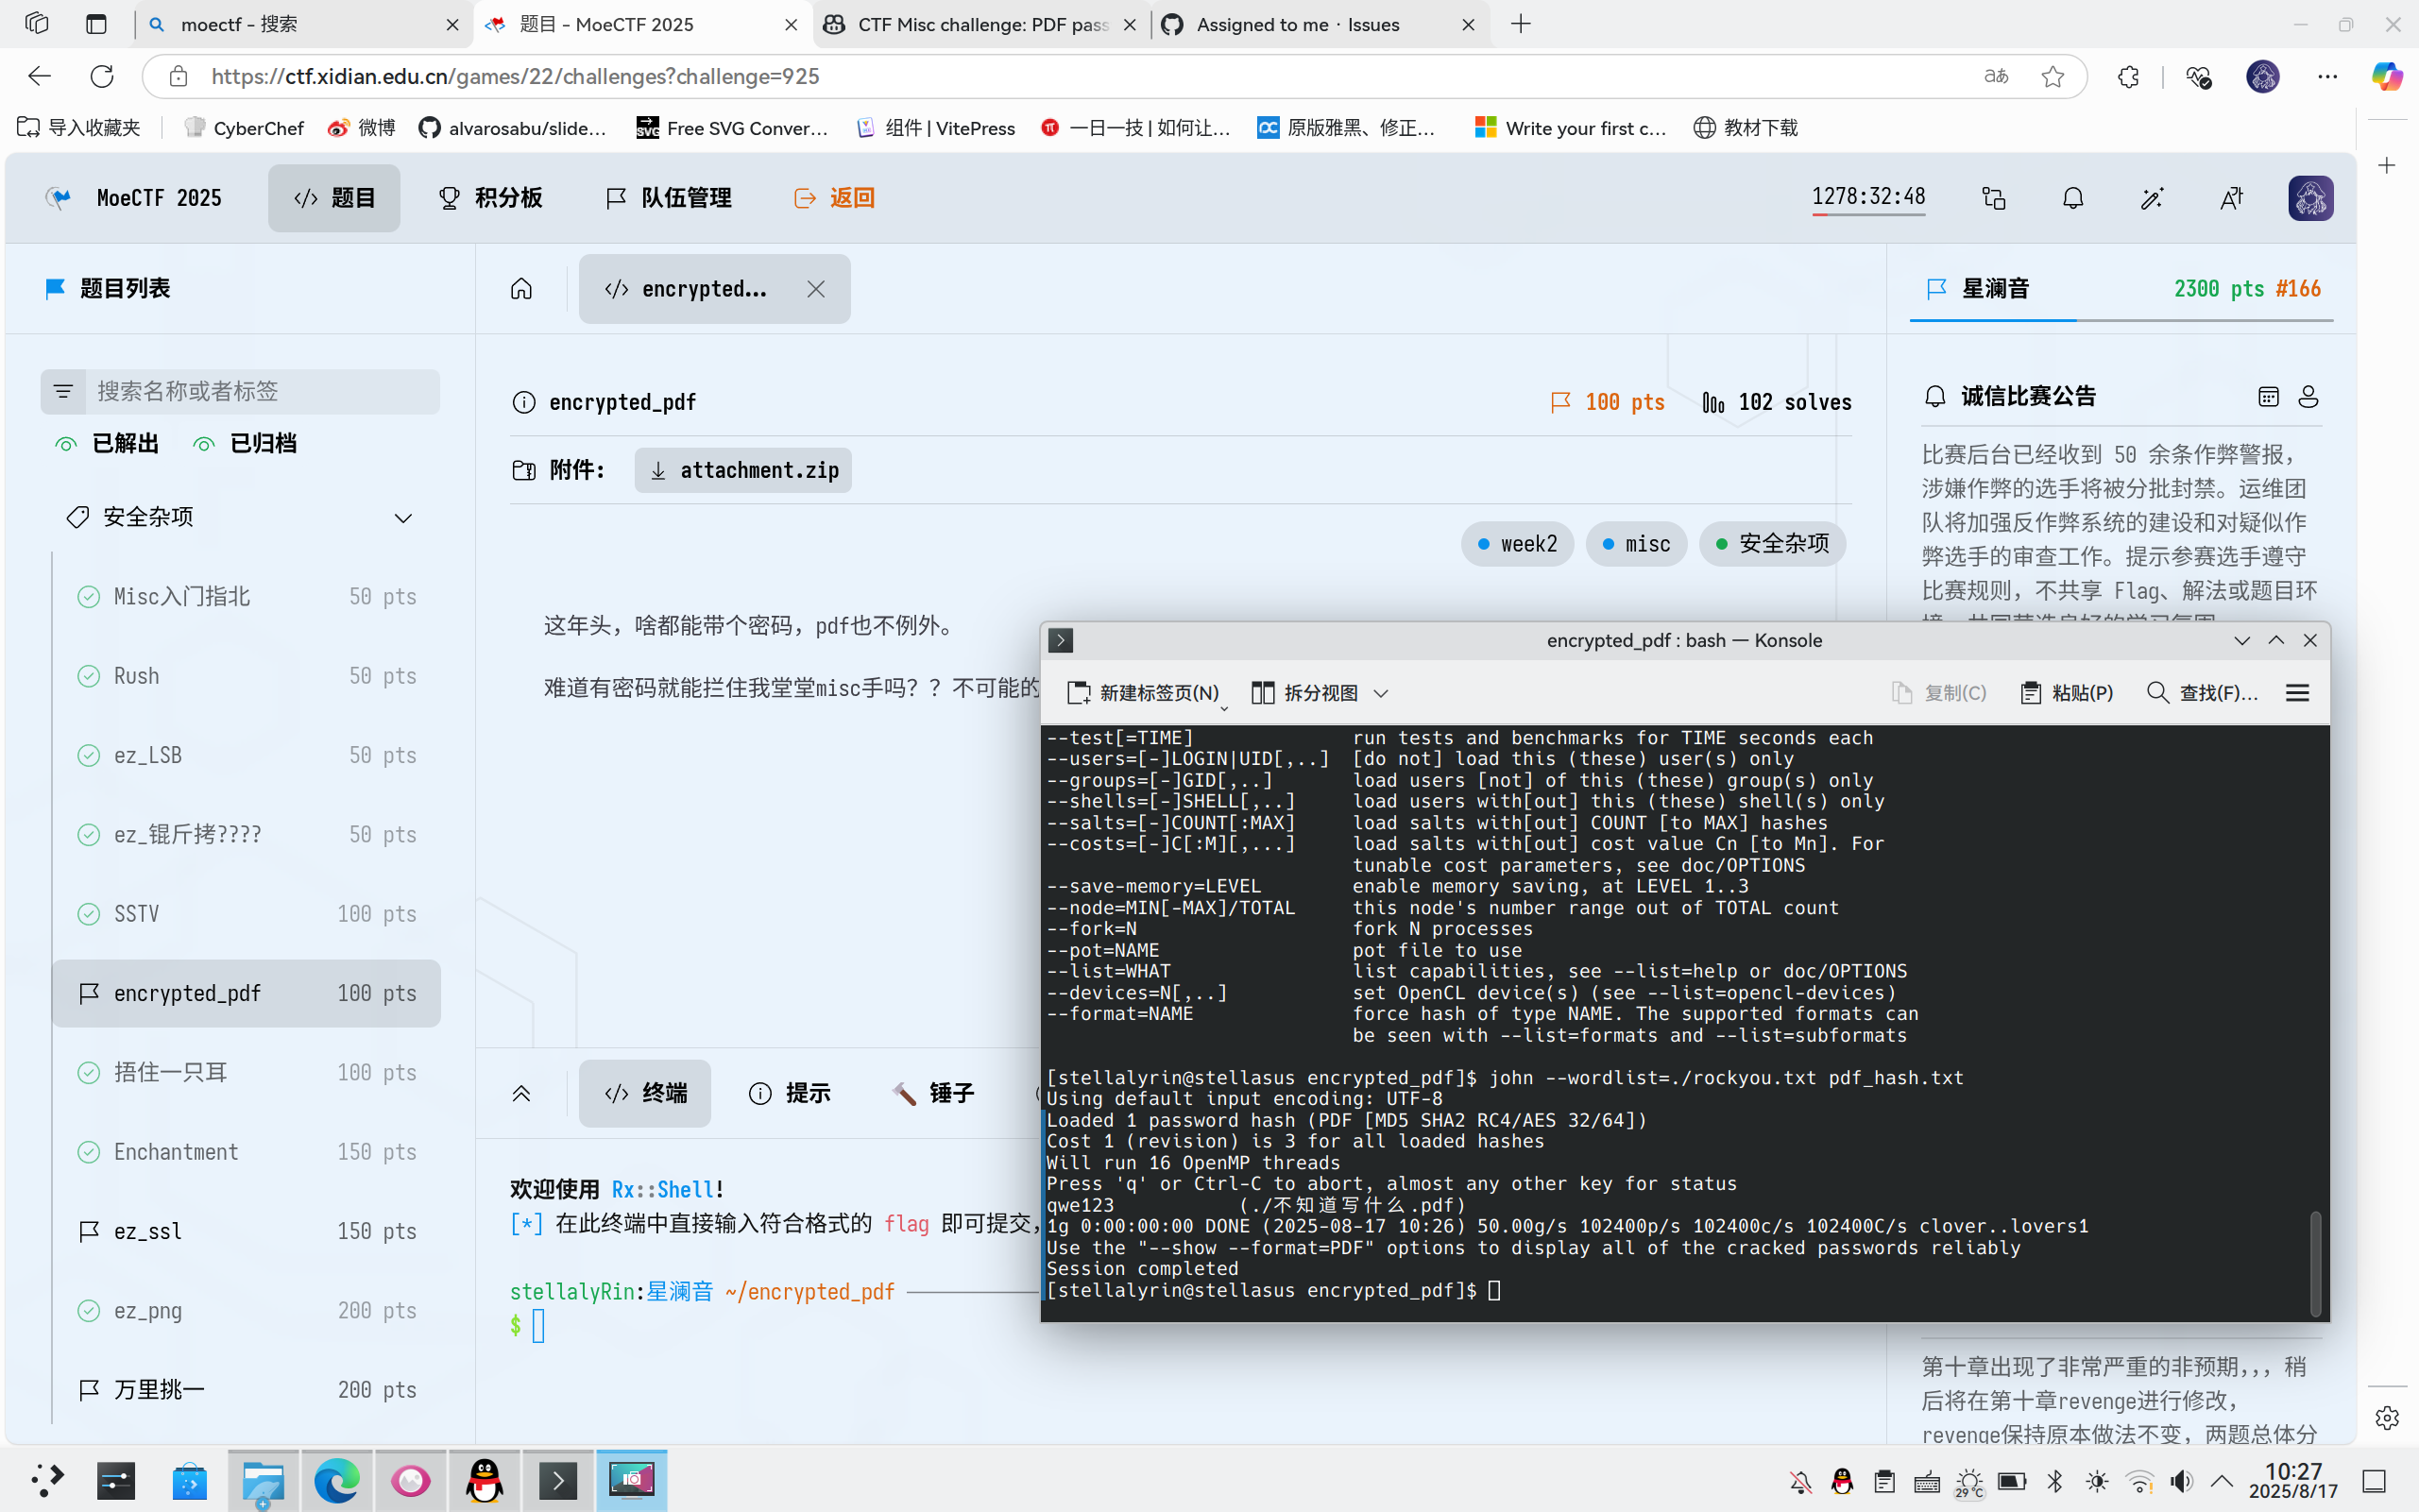 moectf - 搜索
题目 - MoeCTF 2025
CTF Misc challenge: PDF pass
Assigned to me · Issues
https://ctf.xidian.edu.cn/games/22/challenges?challenge=925
导入收藏夹
CyberChef
微博
alvarosabu/slide...
Free SVG Conver...
组件 | VitePress
一日一技 | 如何让...
原版雅黑、修正...
Write your first c...
教材下载
MoeCTF 2025
题目
积分板
队伍管理
返回
1278:32:48
题目列表
encrypted...
星澜音
2300 pts #166
搜索名称或者标签
已解出
已归档
安全杂项
Misc入门指北 50 pts
Rush 50 pts
ez_LSB 50 pts
ez_锟斤拷???? 50 pts
SSTV 100 pts
encrypted_pdf 100 pts
捂住一只耳 100 pts
Enchantment 150 pts
ez_ssl 150 pts
ez_png 200 pts
万里挑一 200 pts
encrypted_pdf
100 pts
102 solves
附件:
attachment.zip
week2
misc
安全杂项
这年头，啥都能带个密码，pdf也不例外。
难道有密码就能拦住我堂堂misc手吗？？不可能的
终端
提示
锤子
欢迎使用 Rx::Shell!
[*] 在此终端中直接输入符合格式的 flag 即可提交，
stellalyRin:星澜音 ~/encrypted_pdf
$
诚信比赛公告
比赛后台已经收到 50 余条作弊警报，
涉嫌作弊的选手将被分批封禁。运维团
队将加强反作弊系统的建设和对疑似作
弊选手的审查工作。提示参赛选手遵守
比赛规则，不共享 Flag、解法或题目环
境，共同营造良好的学习氛围
encrypted_pdf : bash — Konsole
新建标签页(N)
拆分视图
复制(C)
粘贴(P)
查找(F)...
--test[=TIME] run tests and benchmarks for TIME seconds each
--users=[-]LOGIN|UID[,..] [do not] load this (these) user(s) only
--groups=[-]GID[,..] load users [not] of this (these) group(s) only
--shells=[-]SHELL[,..] load users with[out] this (these) shell(s) only
--salts=[-]COUNT[:MAX] load salts with[out] COUNT [to MAX] hashes
--costs=[-]C[:M][,...] load salts with[out] cost value Cn [to Mn]. For
tunable cost parameters, see doc/OPTIONS
--save-memory=LEVEL enable memory saving, at LEVEL 1..3
--node=MIN[-MAX]/TOTAL this node's number range out of TOTAL count
--fork=N fork N processes
--pot=NAME pot file to use
--list=WHAT list capabilities, see --list=help or doc/OPTIONS
--devices=N[,..] set OpenCL device(s) (see --list=opencl-devices)
--format=NAME force hash of type NAME. The supported formats can
be seen with --list=formats and --list=subformats
[stellalyrin@stellasus encrypted_pdf]$ john --wordlist=./rockyou.txt pdf_hash.txt
Using default input encoding: UTF-8
Loaded 1 password hash (PDF [MD5 SHA2 RC4/AES 32/64])
Cost 1 (revision) is 3 for all loaded hashes
Will run 16 OpenMP threads
Press 'q' or Ctrl-C to abort, almost any other key for status
qwe123 (./不知道写什么.pdf)
1g 0:00:00:00 DONE (2025-08-17 10:26) 50.00g/s 102400p/s 102400c/s 102400C/s clover..lovers1
Use the "--show --format=PDF" options to display all of the cracked passwords reliably
Session completed
[stellalyrin@stellasus encrypted_pdf]$
第十章出现了非常严重的非预期，，，稍
后将在第十章revenge进行修改，
revenge保持原本做法不变，两题总体分
29°C
10:27
2025/8/17